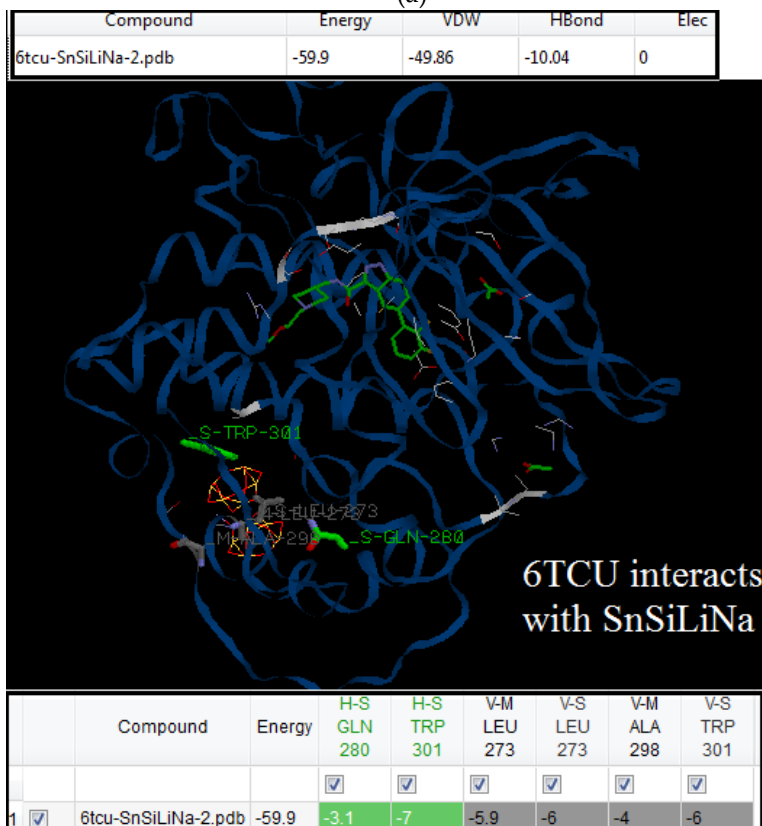 (a)
Compound Energy VDW HBond Elec
6tcu-SnSiLiNa-2.pdb -59.9 -49.86 -10.04 0
_S-TRP-301
_S-GLN-280
6TCU interacts
with SnSiLiNa
H-S H-S V-M V-S V-M V-S
Compound Energy GLN TRP LEU LEU ALA TRP
280 301 273 273 298 301
1 6tcu-SnSiLiNa-2.pdb -59.9 -3.1 -7 -5.9 -6 -4 -6